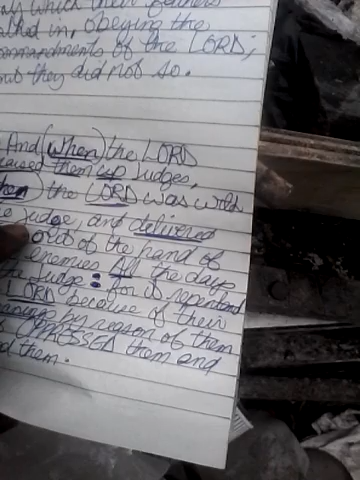 which their fathers
walked in, obeying the
commandments of the LORD;
but they did not so.
And (when) the LORD
raised them up judges,
then the LORD was with
the judge, and delivered
out of the hand of
enemies All the days
the judge : for it repented
LORD because of their
by reason of them
OPPRESSED them and
them.